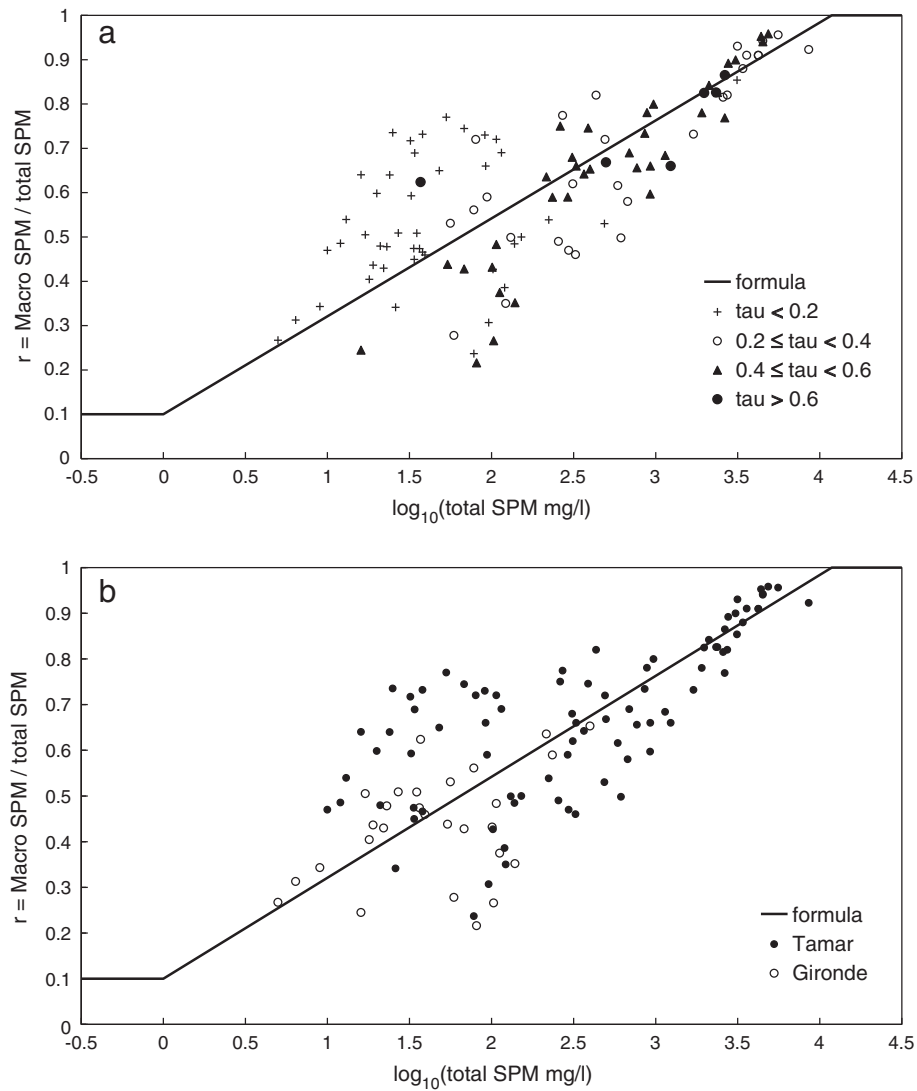 a
1
0.9
0.8
0.7
0.6
0.5
0.4
0.3
0.2
0.1
0
r = Macro SPM / total SPM
formula
tau < 0.2
0.2 ≤ tau < 0.4
0.4 ≤ tau < 0.6
tau > 0.6
-0.5 0 0.5 1 1.5 2 2.5 3 3.5 4 4.5
log10(total SPM mg/l)
b
1
0.9
0.8
0.7
0.6
0.5
0.4
0.3
0.2
0.1
0
r = Macro SPM / total SPM
formula
Tamar
Gironde
-0.5 0 0.5 1 1.5 2 2.5 3 3.5 4 4.5
log10(total SPM mg/l)